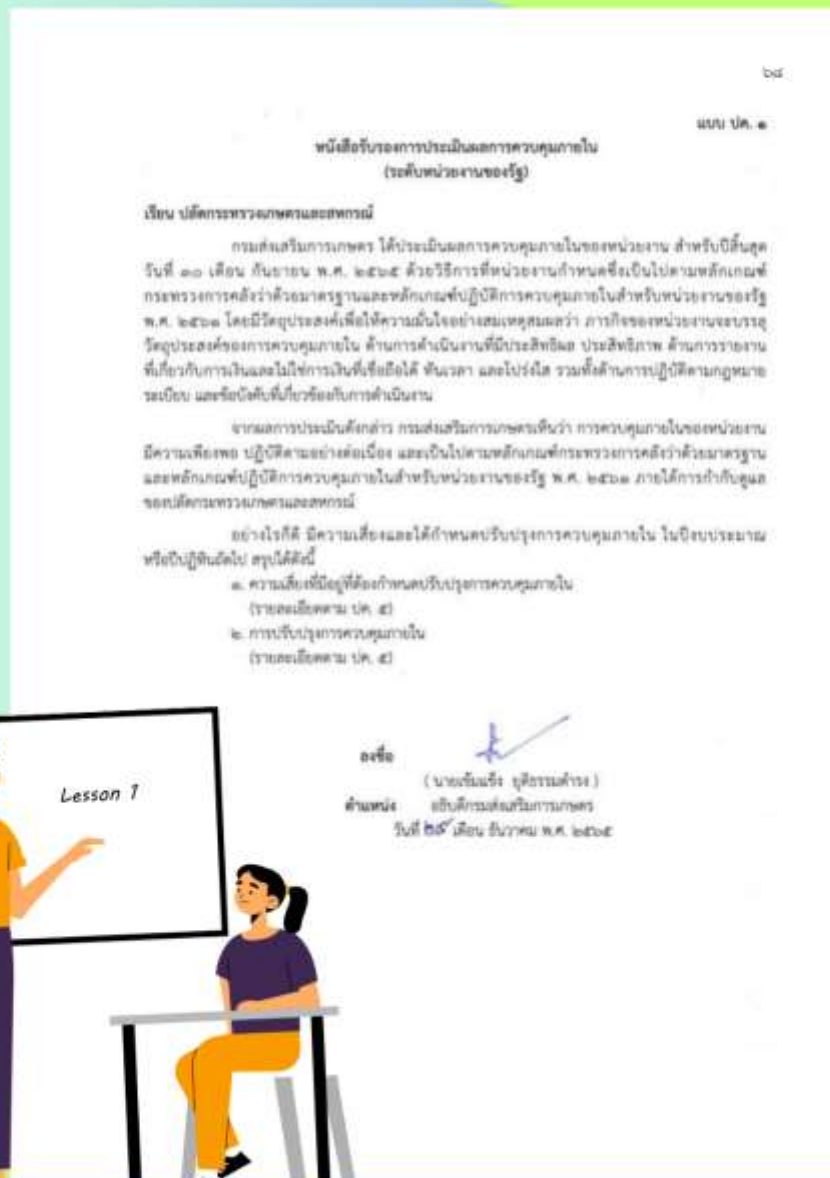 ๖๘
แบบ ปค. ๑
หนังสือรับรองการประเมินผลการควบคุมภายใน
(ระดับหน่วยงานของรัฐ)
เรียน ปลัดกระทรวงเกษตรและสหกรณ์
กรมส่งเสริมการเกษตร ได้ประเมินผลการควบคุมภายในของหน่วยงาน สำหรับปีสิ้นสุด
วันที่ ๓๐ เดือน กันยายน พ.ศ. ๒๕๖๕ ด้วยวิธีการที่หน่วยงานกำหนดซึ่งเป็นไปตามหลักเกณฑ์
กระทรวงการคลังว่าด้วยมาตรฐานและหลักเกณฑ์ปฏิบัติการควบคุมภายในสำหรับหน่วยงานของรัฐ
พ.ศ. ๒๕๖๑ โดยมีวัตถุประสงค์เพื่อให้ความมั่นใจอย่างสมเหตุสมผลว่า ภารกิจของหน่วยงานจะบรรลุ
วัตถุประสงค์ของการควบคุมภายใน ด้านการดำเนินงานที่มีประสิทธิผล ประสิทธิภาพ ด้านการรายงาน
ที่เกี่ยวกับการเงินและไม่ใช่การเงินที่เชื่อถือได้ ทันเวลา และโปร่งใส รวมทั้งด้านการปฏิบัติตามกฎหมาย
ระเบียบ และข้อบังคับที่เกี่ยวข้องกับการดำเนินงาน
จากผลการประเมินดังกล่าว กรมส่งเสริมการเกษตรเห็นว่า การควบคุมภายในของหน่วยงาน
มีความเพียงพอ ปฏิบัติตามอย่างต่อเนื่อง และเป็นไปตามหลักเกณฑ์กระทรวงการคลังว่าด้วยมาตรฐาน
และหลักเกณฑ์ปฏิบัติการควบคุมภายในสำหรับหน่วยงานของรัฐ พ.ศ. ๒๕๖๑ ภายใต้การกำกับดูแล
ของปลัดกระทรวงเกษตรและสหกรณ์
อย่างไรก็ดี มีความเสี่ยงและได้กำหนดปรับปรุงการควบคุมภายใน ในปีงบประมาณ
หรือปีปฏิทินถัดไป สรุปได้ดังนี้
๑. ความเสี่ยงที่มีอยู่ที่ต้องกำหนดปรับปรุงการควบคุมภายใน
(รายละเอียดตาม ปค. ๕)
๒. การปรับปรุงการควบคุมภายใน
(รายละเอียดตาม ปค. ๕)
ลงชื่อ
( นายเข้มแข็ง ยุติธรรมดำรง )
ตำแหน่ง อธิบดีกรมส่งเสริมการเกษตร
วันที่ ๒๙ เดือน ธันวาคม พ.ศ. ๒๕๖๕
Lesson 1